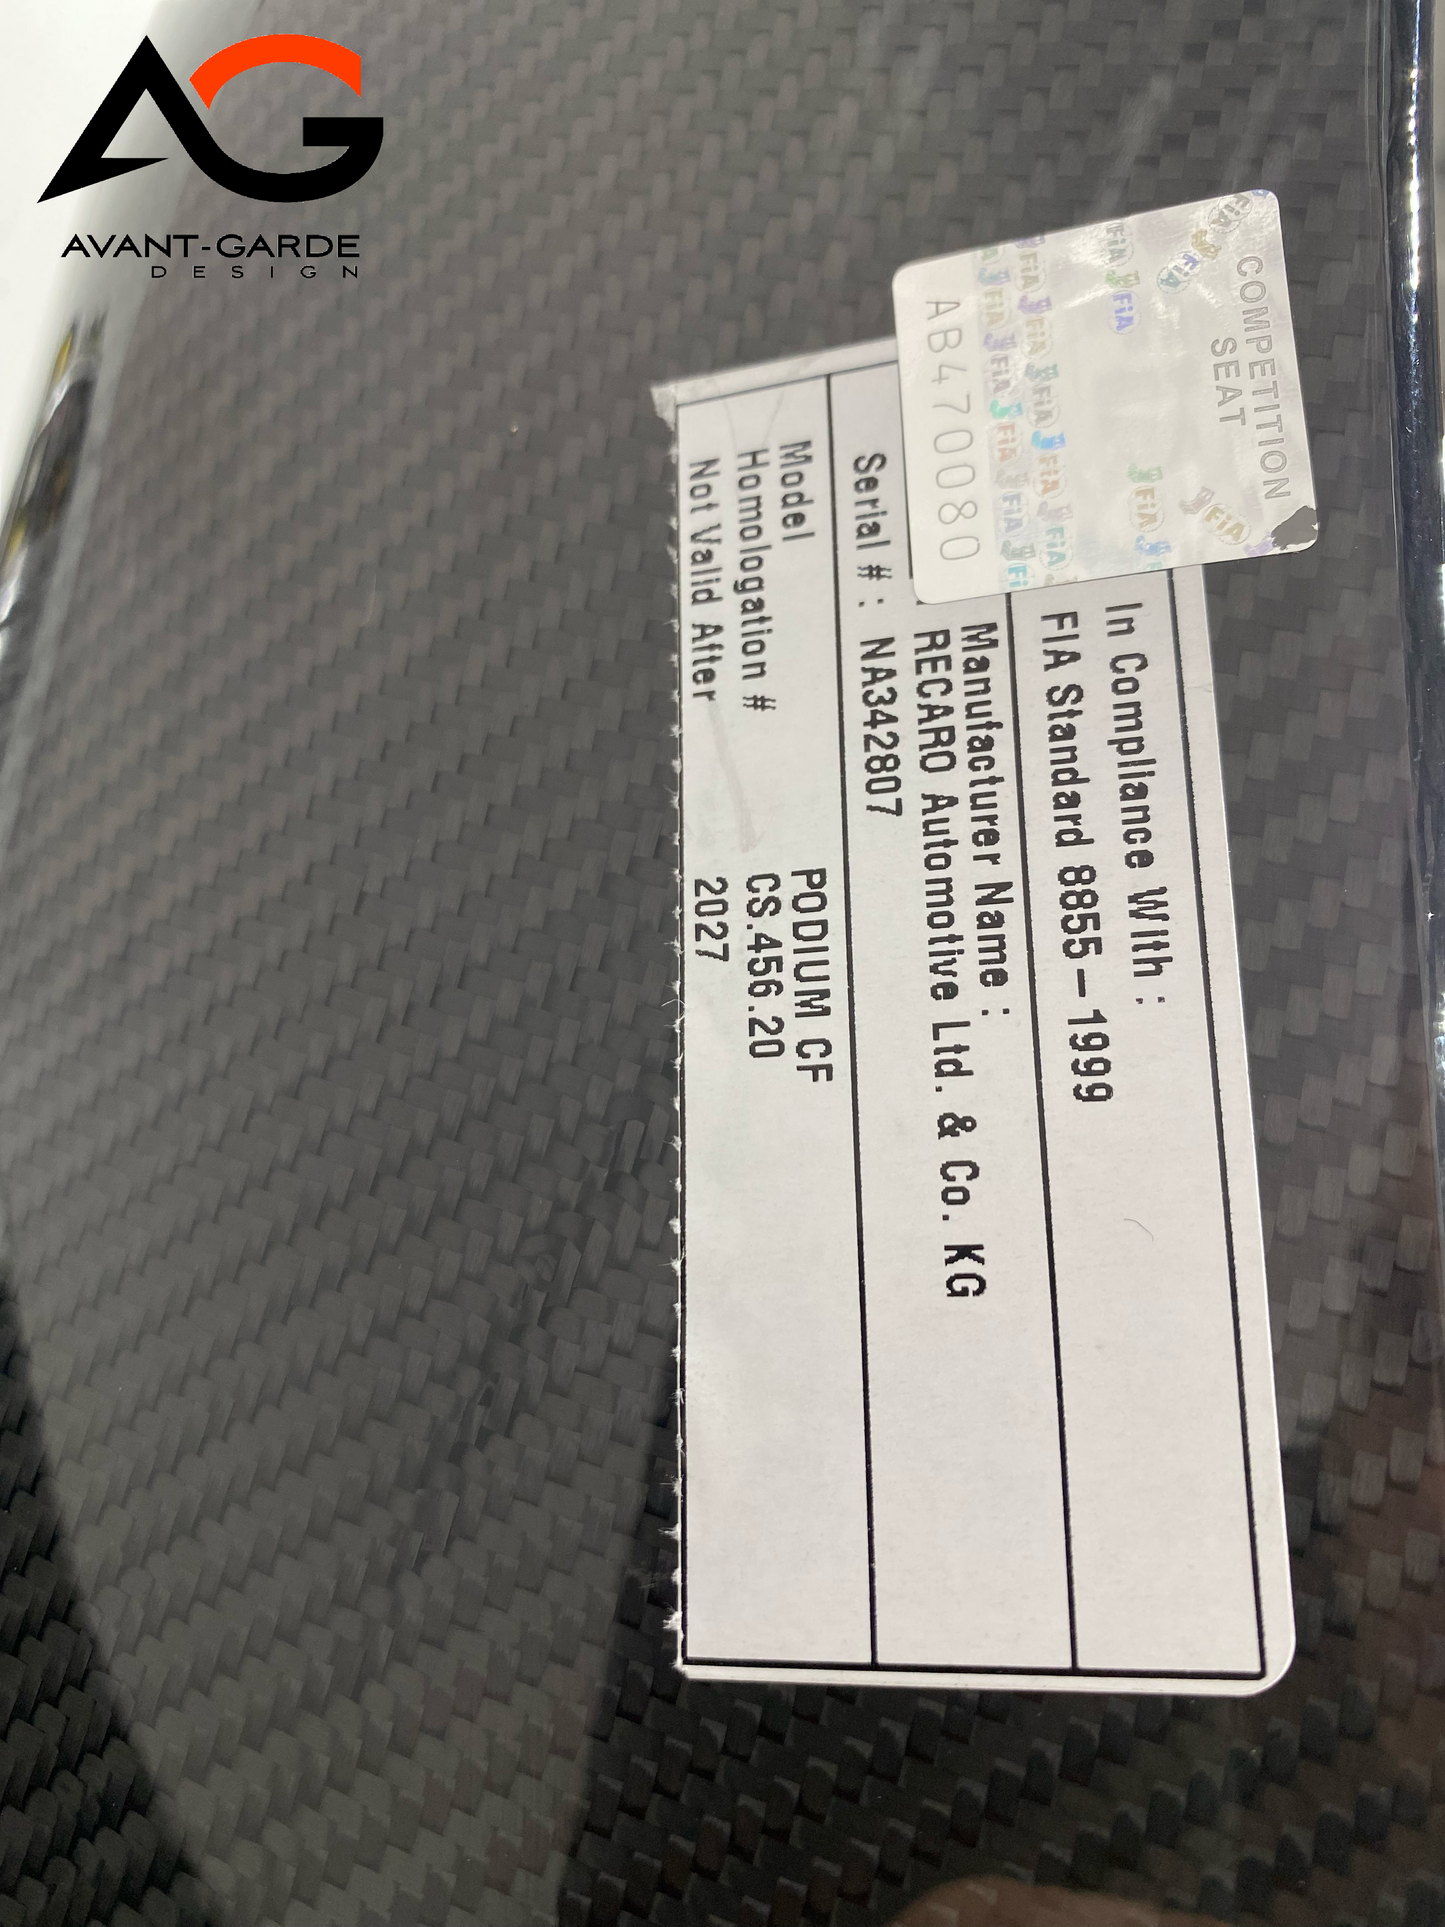 AG
AVANT-GARDE
DESIGN
COMPETITION
SEAT
AB470080
In Compliance With :
FIA Standard 8855-1999
Manufacturer Name :
RECARO Automotive Ltd. & Co. KG
Serial # : NA342807
Model PODIUM CF
Homologation # CS.456.20
Not Valid After 2027